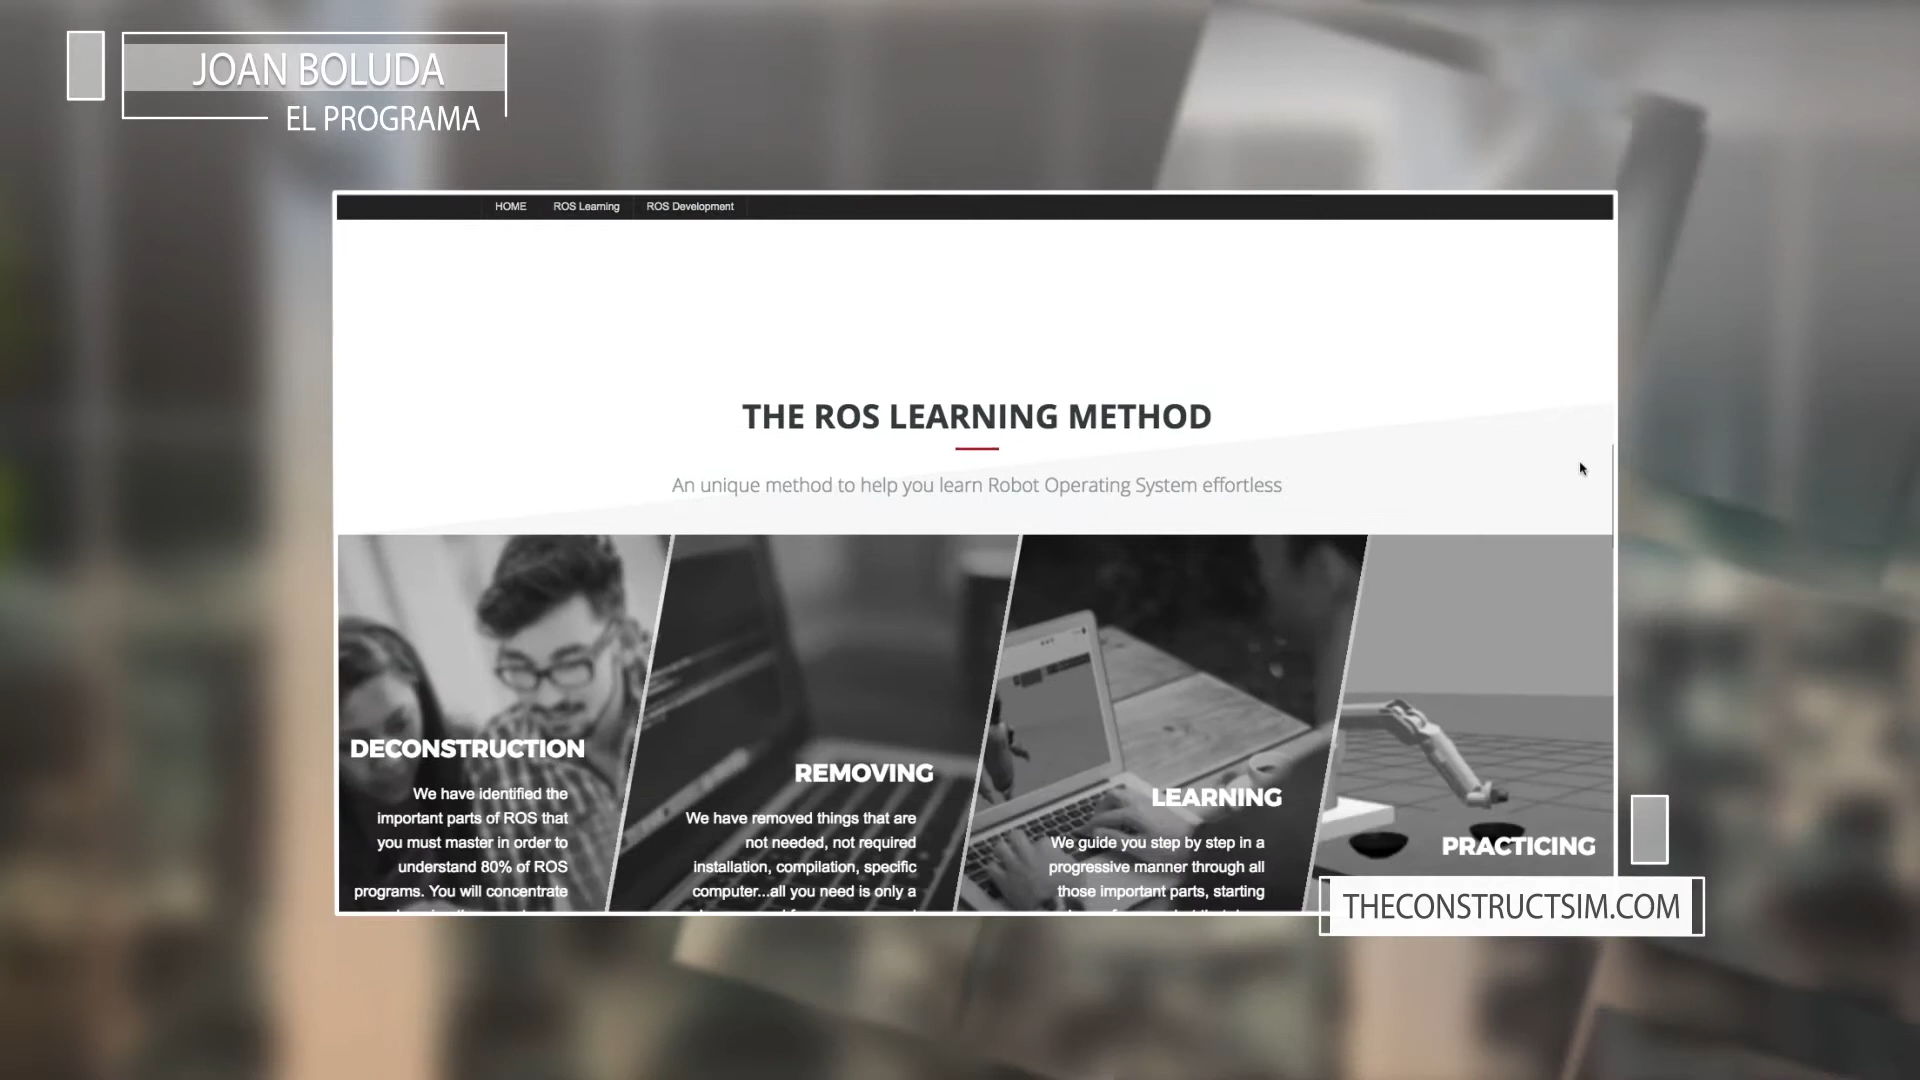 JOAN BOLUDA
EL PROGRAMA
HOME
ROS Learning
ROS Development
THE ROS LEARNING METHOD
An unique method to help you learn Robot Operating System effortless
DECONSTRUCTION
We have identified the
important parts of ROS that
you must master in order to
understand 80% of ROS
programs. You will concentrate
REMOVING
We have removed things that are
not needed, not required
installation, compilation, specific
computer...all you need is only a
LEARNING
We guide you step by step in a
progressive manner through all
those important parts, starting
PRACTICING
THECONSTRUCTSIM.COM